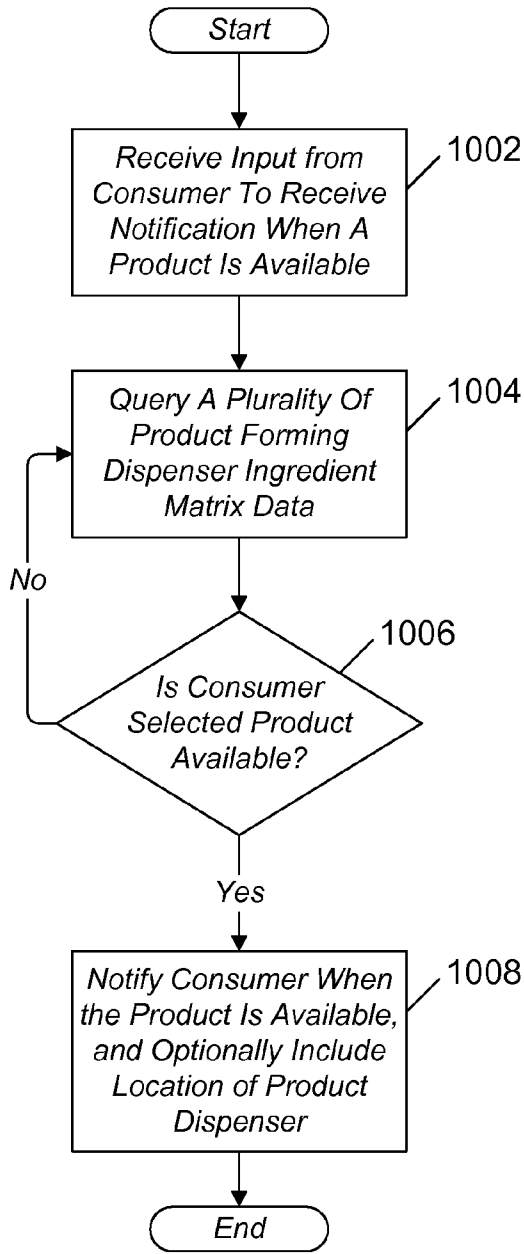 Start
Receive Input from
Consumer To Receive
Notification When A
Product Is Available
1002
Query A Plurality Of
Product Forming
Dispenser Ingredient
Matrix Data
1004
No
Is Consumer
Selected Product
Available?
1006
Yes
Notify Consumer When
the Product Is Available,
and Optionally Include
Location of Product
Dispenser
1008
End